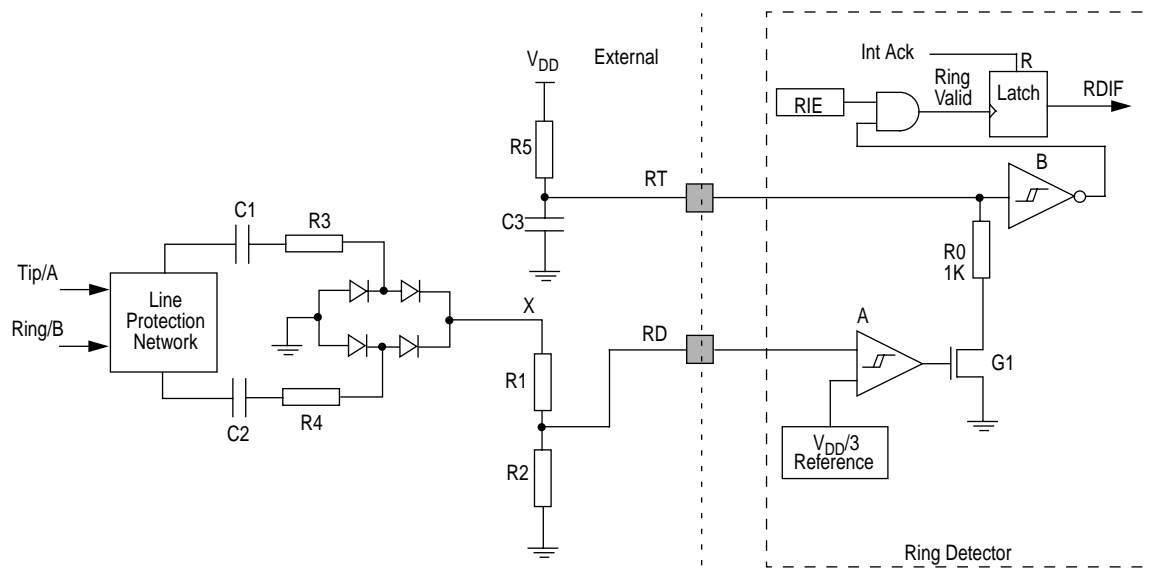 VDD
External
Int Ack
R
Ring
Valid
Latch
RDIF
RIE
R5
B
RT
C1
R3
C3
R0
1K
Tip/A
Line
Protection
Network
Ring/B
X
A
RD
G1
R1
C2
R4
R2
VDD/3
Reference
Ring Detector